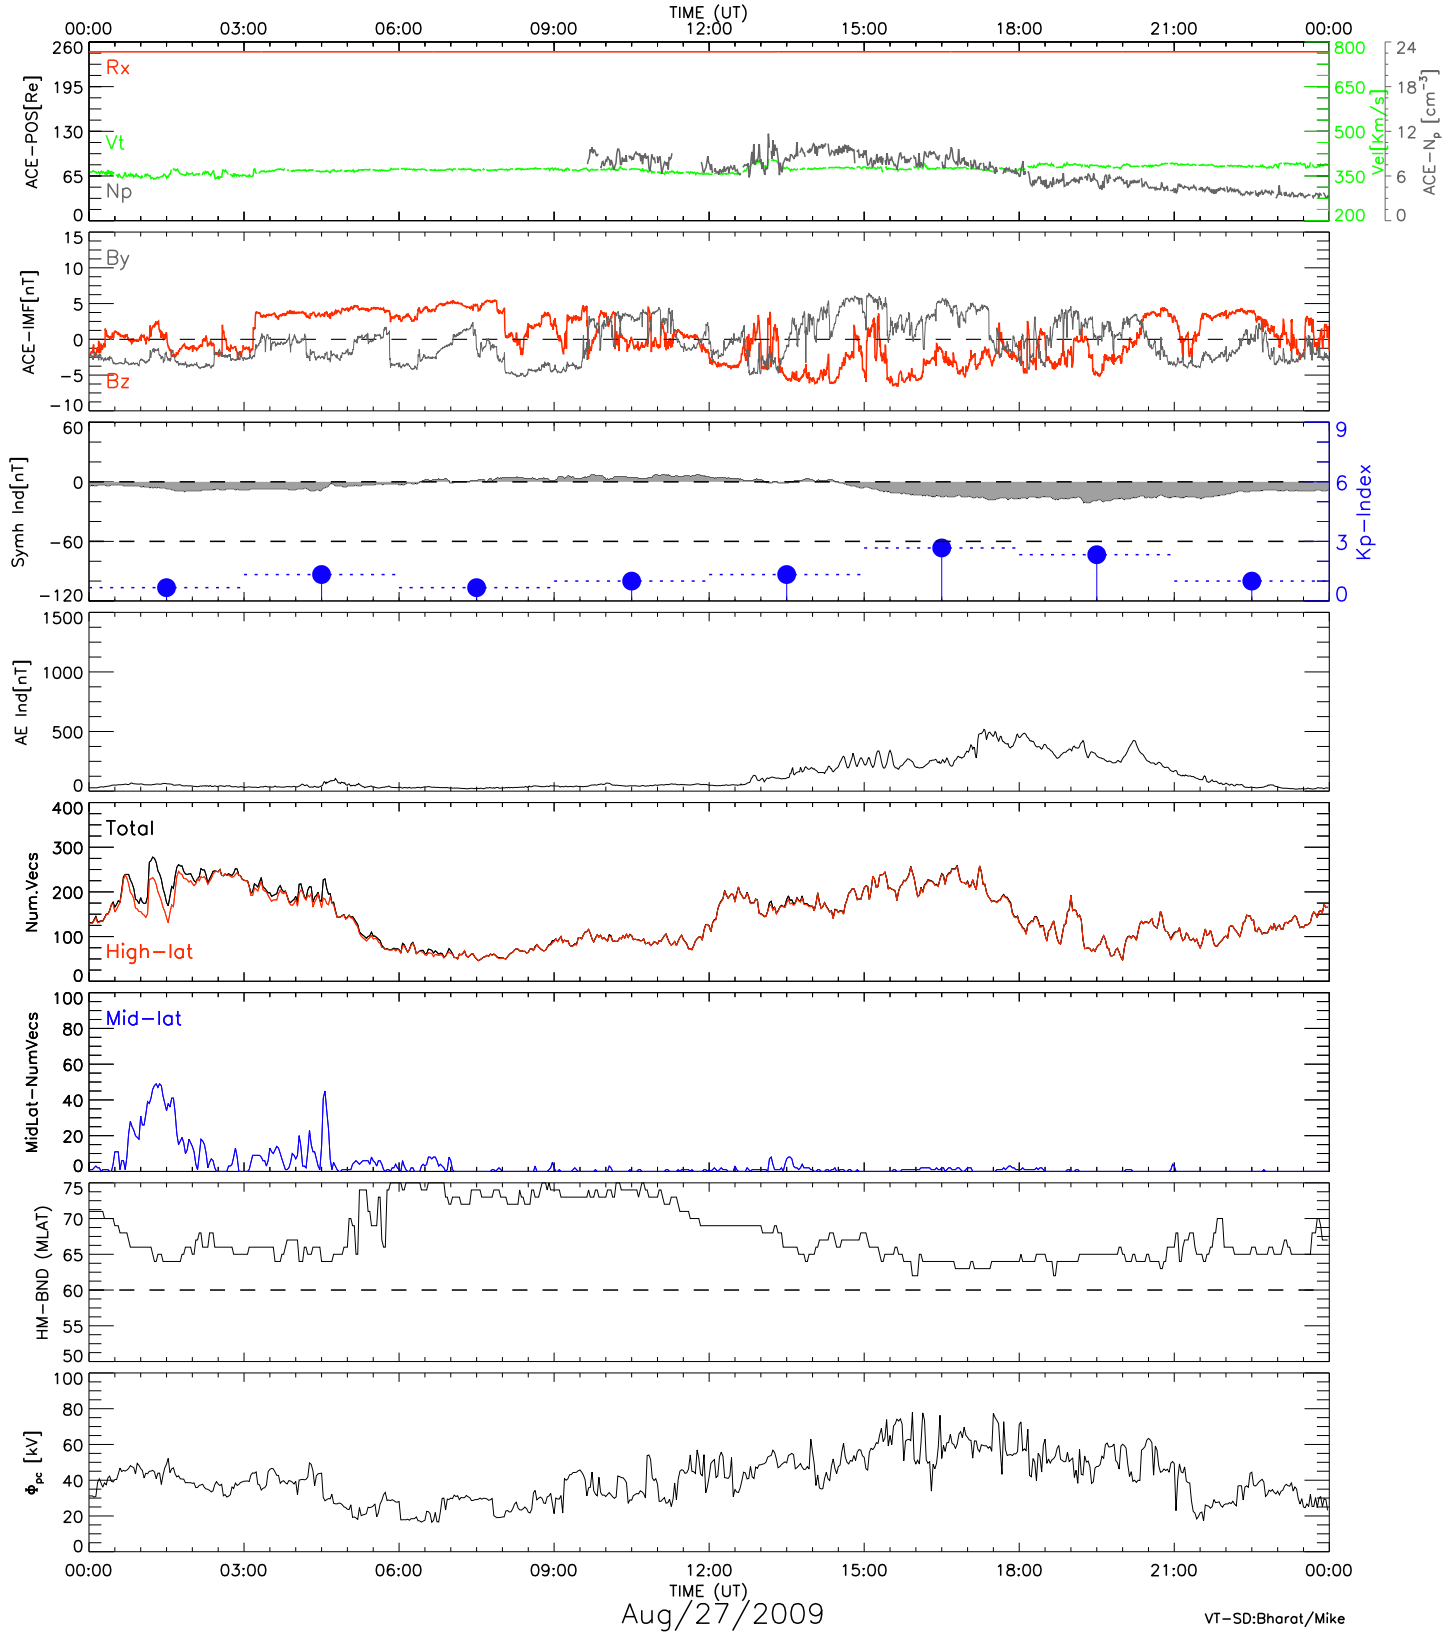 TIME (UT)
00:00 03:00 06:00 09:00 12:00 15:00 18:00 21:00 00:00
260
195
130
65
0
ACE-POS[Re]
Rx
Vt
Np
800
650
500
350
200
Vel[Km/s]
24
18
12
6
0
ACE-Np [cm⁻³]
15
10
5
0
-5
-10
ACE-IMF[nT]
By
Bz
60
0
-60
-120
Symh Ind[nT]
9
6
3
0
Kp-Index
1500
1000
500
0
AE Ind[nT]
400
300
200
100
0
Num.Vecs
Total
High-lat
100
80
60
40
20
0
MidLat-NumVecs
Mid-lat
75
70
65
60
55
50
HM-BND (MLAT)
100
80
60
40
20
0
Φpc [kV]
00:00 03:00 06:00 09:00 12:00 15:00 18:00 21:00 00:00
TIME (UT)
Aug/27/2009
VT-SD:Bharat/Mike